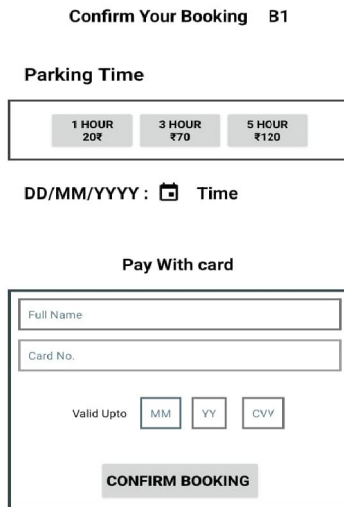 Confirm Your Booking B1
Parking Time
1 HOUR 3 HOUR 5 HOUR
20₹ ₹70 ₹120
DD/MM/YYYY : Time
Pay With card
Full Name
Card No.
Valid Upto MM YY CVV
CONFIRM BOOKING